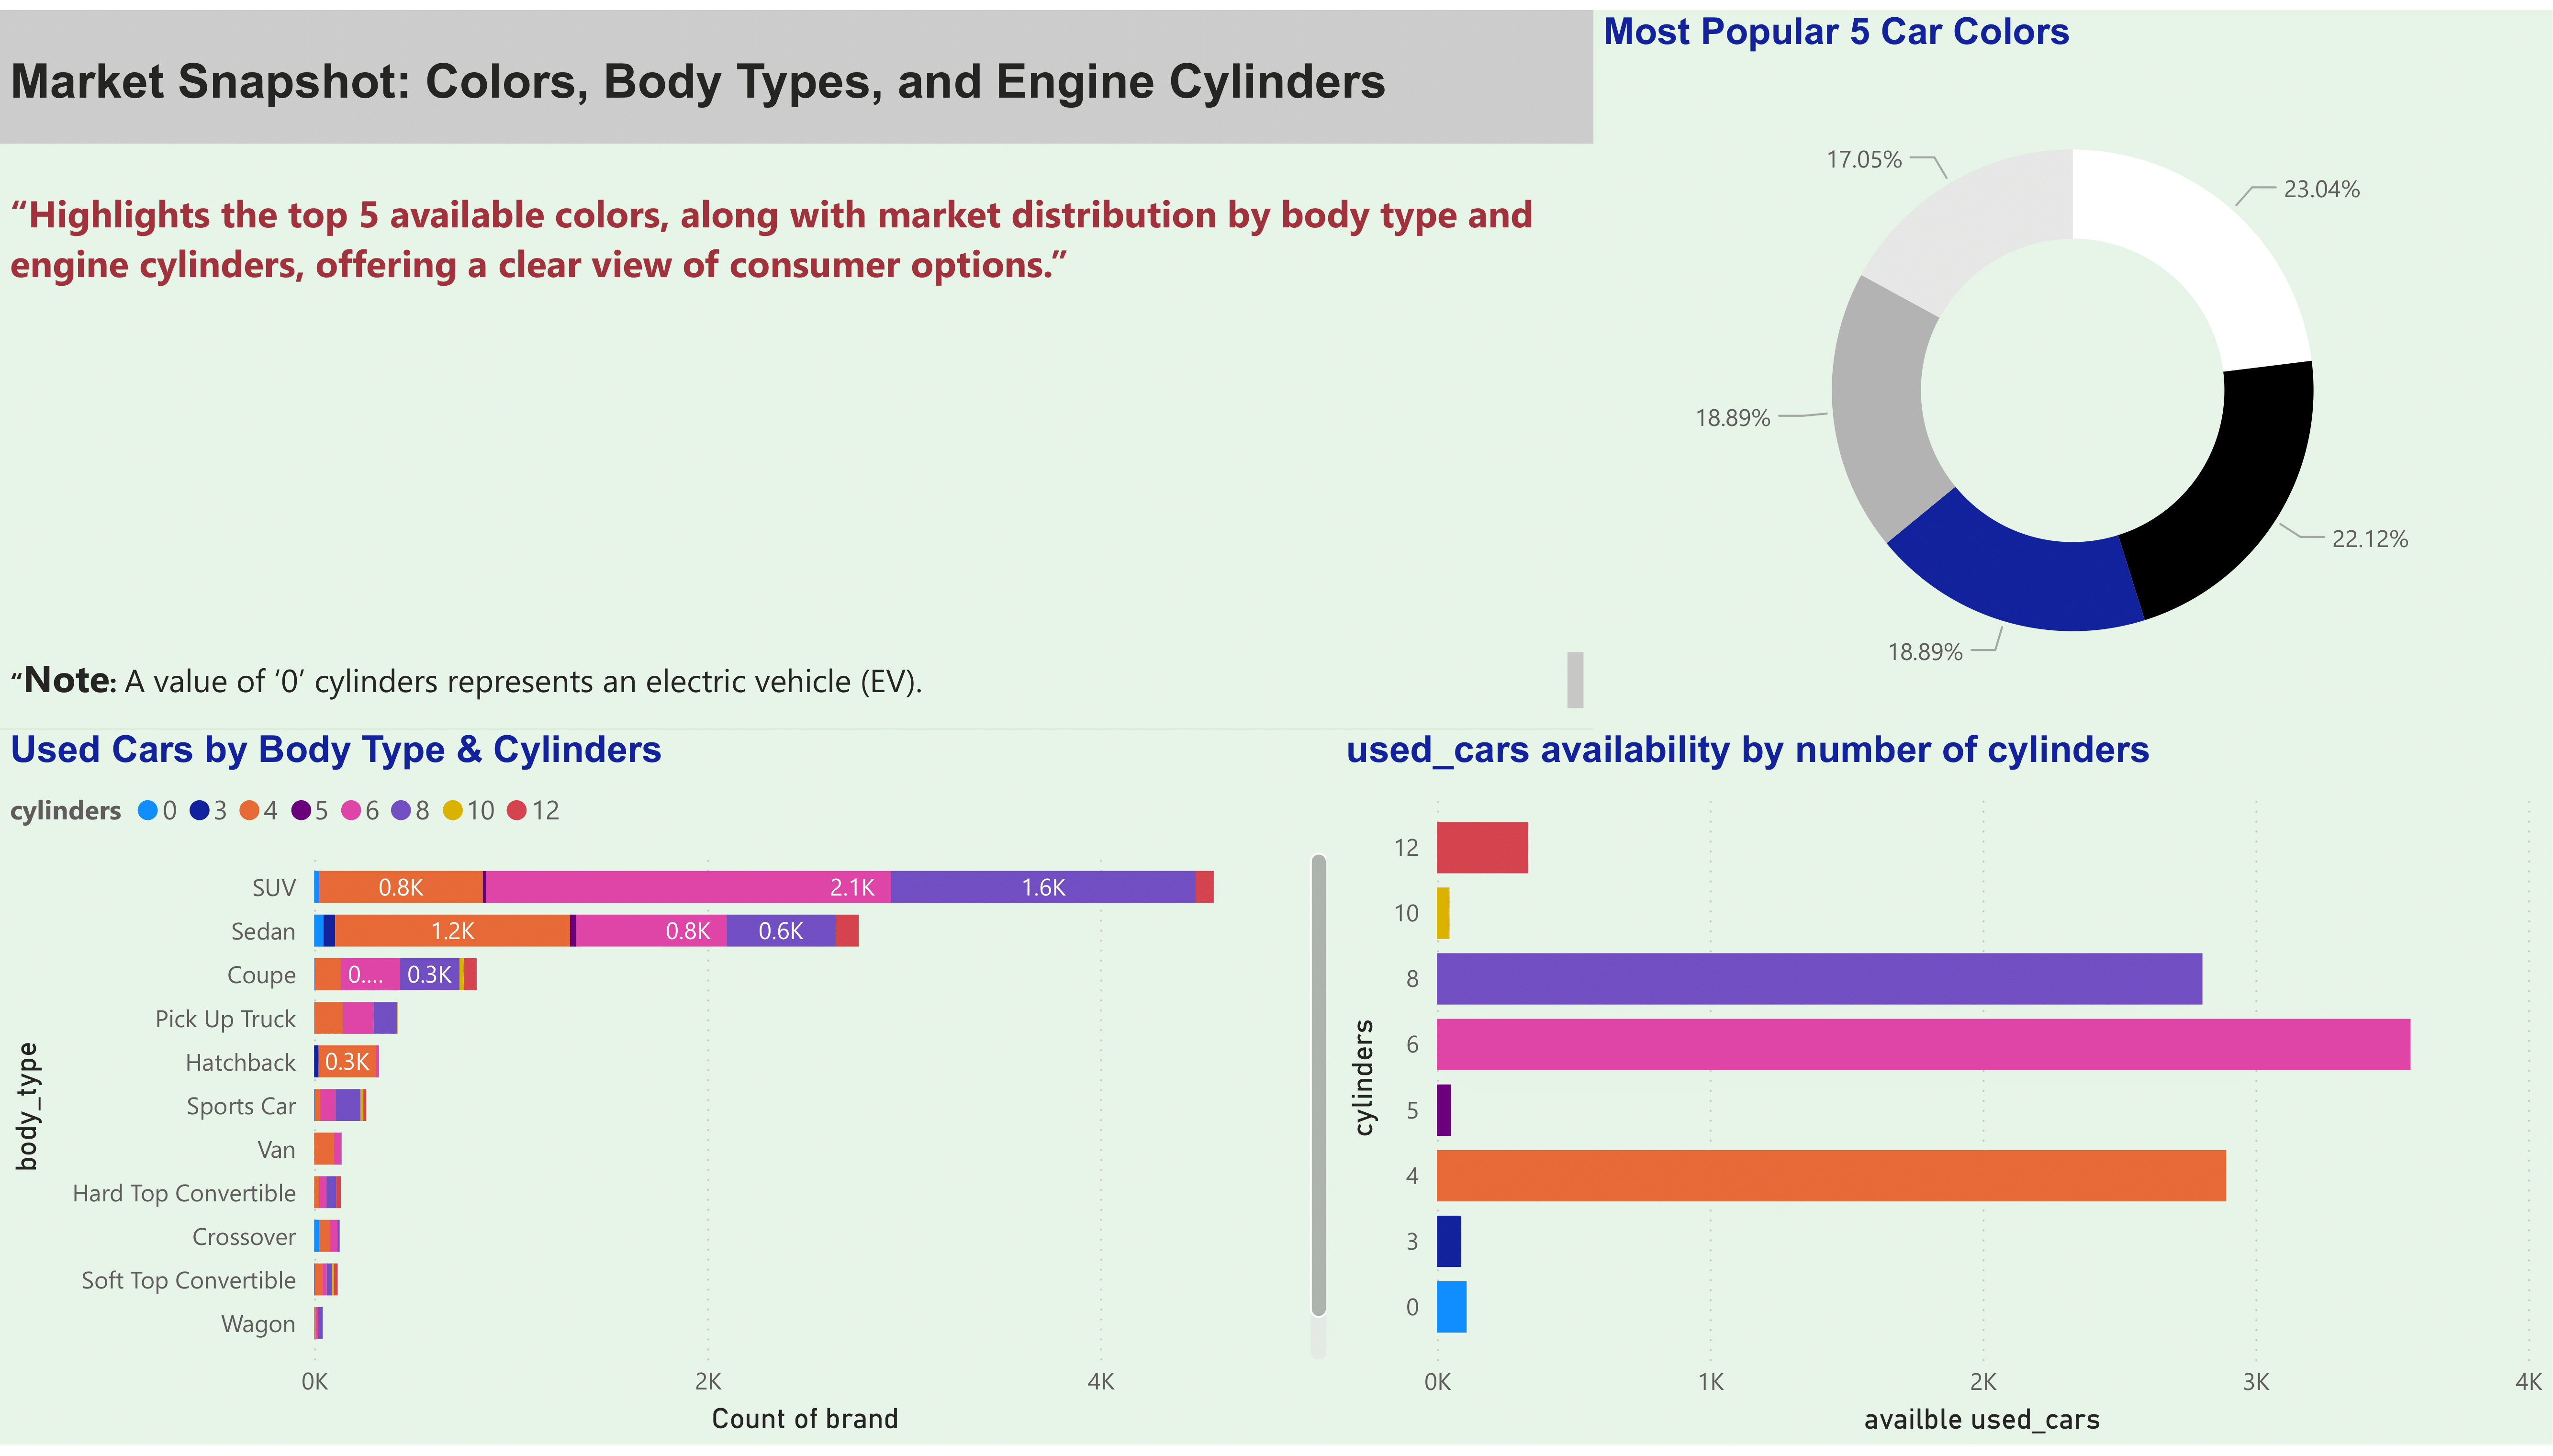 Market Snapshot: Colors, Body Types, and Engine Cylinders
“Highlights the top 5 available colors, along with market distribution by body type and
engine cylinders, offering a clear view of consumer options.”
“Note: A value of ‘0’ cylinders represents an electric vehicle (EV).
Most Popular 5 Car Colors
17.05%
23.04%
18.89%
22.12%
18.89%
Used Cars by Body Type & Cylinders
cylinders 0 3 4 5 6 8 10 12
body_type
SUV 0.8K 2.1K 1.6K
Sedan 1.2K 0.8K 0.6K
Coupe 0.... 0.3K
Pick Up Truck
Hatchback 0.3K
Sports Car
Van
Hard Top Convertible
Crossover
Soft Top Convertible
Wagon
0K 2K 4K
Count of brand
used_cars availability by number of cylinders
cylinders
12
10
8
6
5
4
3
0
0K 1K 2K 3K 4K
availble used_cars